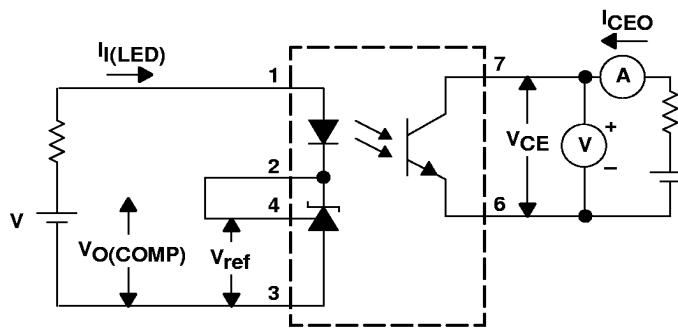 I_CEO
I_I(LED)
1
7
A
V_CE
V
+
–
2
4
6
V
V_O(COMP)
V_ref
3